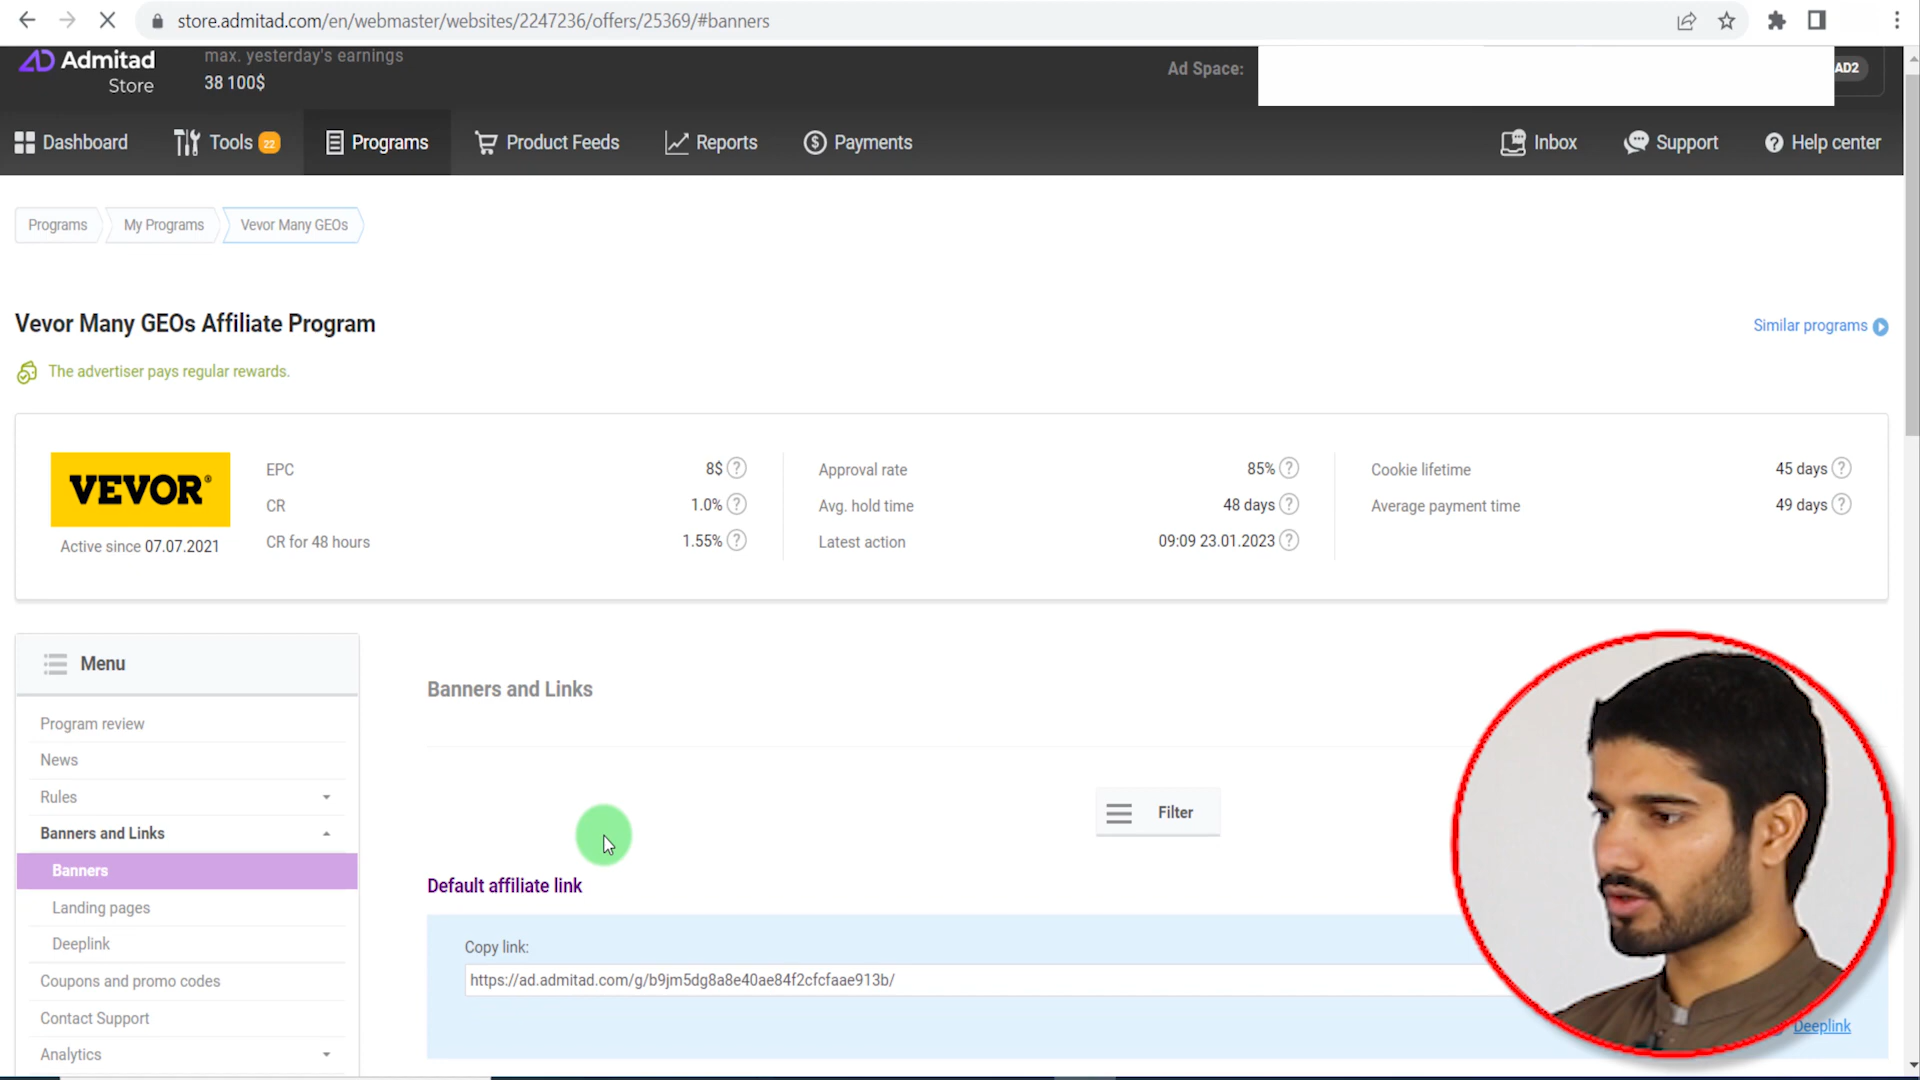 store.admitad.com/en/webmaster/websites/2247236/offers/25369/#banners
Admitad
Store
max. yesterday's earnings
38 100$
Ad Space:
AD2
Dashboard
Tools 22
Programs
Product Feeds
Reports
Payments
Inbox
Support
Help center
Programs
My Programs
Vevor Many GEOs
Vevor Many GEOs Affiliate Program
Similar programs
The advertiser pays regular rewards.
VEVOR®
Active since 07.07.2021
EPC 8$ ?
CR 1.0% ?
CR for 48 hours 1.55% ?
Approval rate 85% ?
Avg. hold time 48 days ?
Latest action 09:09 23.01.2023 ?
Cookie lifetime 45 days ?
Average payment time 49 days ?
Menu
Program review
News
Rules
Banners and Links
Banners
Landing pages
Deeplink
Coupons and promo codes
Contact Support
Analytics
Banners and Links
Filter
Default affiliate link
Copy link:
https://ad.admitad.com/g/b9jm5dg8a8e40ae84f2cfcfaae913b/
Deeplink